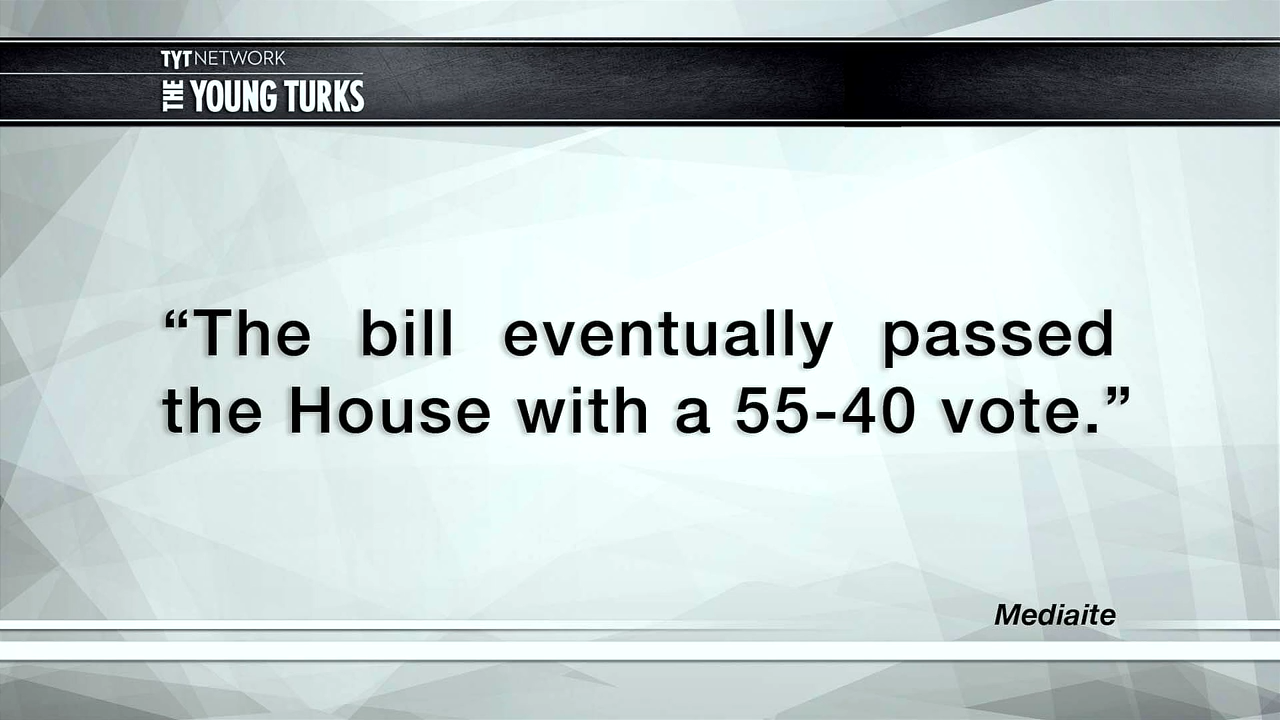 TYT NETWORK
THE YOUNG TURKS
“The bill eventually passed
the House with a 55-40 vote.”
Mediaite